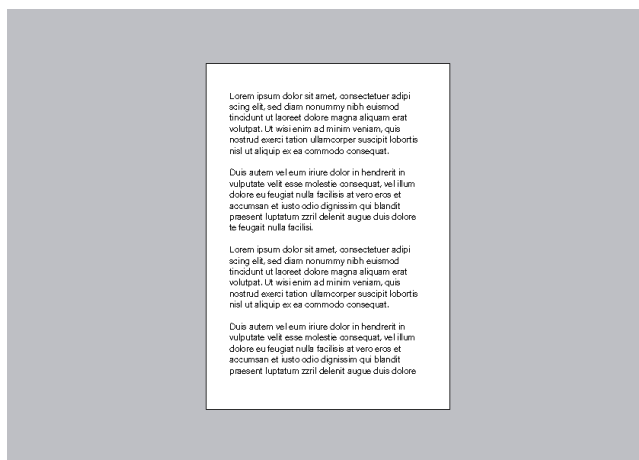 Lorem ipsum dolor sit amet, consectetuer adipi
scing elit, sed diam nonummy nibh euismod
tincidunt ut laoreet dolore magna aliquam erat
volutpat. Ut wisi enim ad minim veniam, quis
nostrud exerci tation ullamcorper suscipit lobortis
nisl ut aliquip ex ea commodo consequat.

Duis autem vel eum iriure dolor in hendrerit in
vulputate velit esse molestie consequat, vel illum
dolore eu feugiat nulla facilisis at vero eros et
accumsan et iusto odio dignissim qui blandit
praesent luptatum zzril delenit augue duis dolore
te feugait nulla facilisi.

Lorem ipsum dolor sit amet, consectetuer adipi
scing elit, sed diam nonummy nibh euismod
tincidunt ut laoreet dolore magna aliquam erat
volutpat. Ut wisi enim ad minim veniam, quis
nostrud exerci tation ullamcorper suscipit lobortis
nisl ut aliquip ex ea commodo consequat.

Duis autem vel eum iriure dolor in hendrerit in
vulputate velit esse molestie consequat, vel illum
dolore eu feugiat nulla facilisis at vero eros et
accumsan et iusto odio dignissim qui blandit
praesent luptatum zzril delenit augue duis dolore